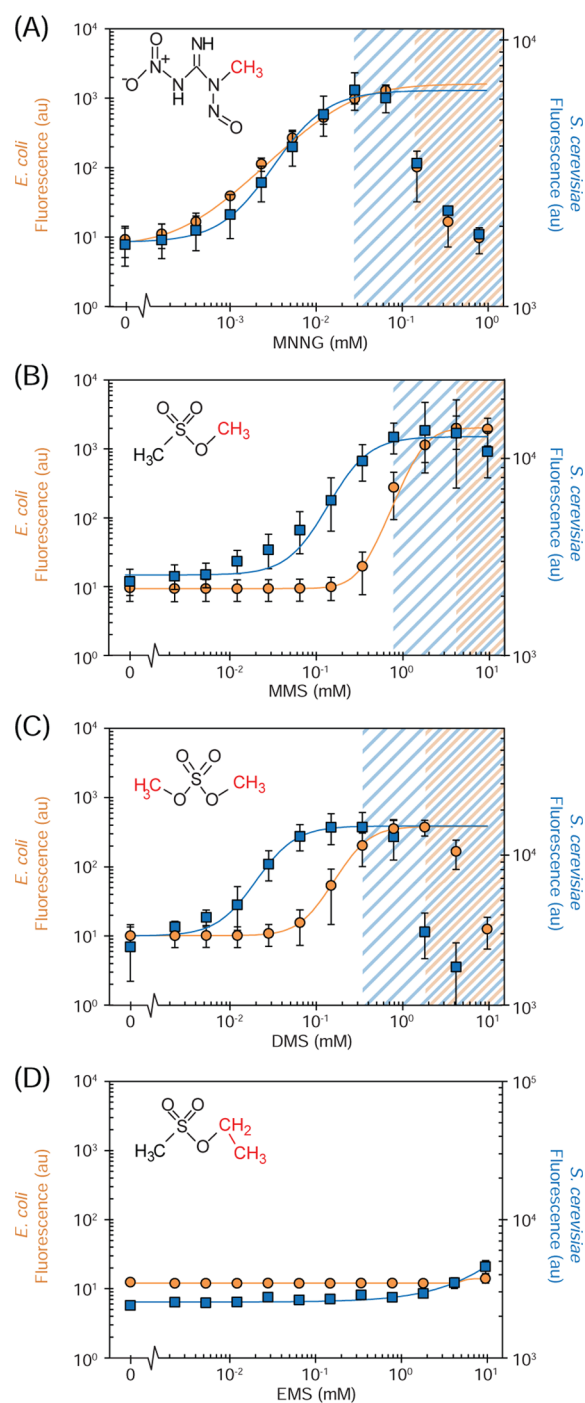 (A)
10⁴ 10³ 10² 10¹ 10⁰
E. coli
Fluorescence (au)
O O⁻ N⁺ N H NH N CH₃ N O
10⁴ 10³
S. cerevisiae
Fluorescence (au)
0 10⁻³ 10⁻² 10⁻¹ 10⁰
MNNG (mM)
(B)
10⁴ 10³ 10² 10¹ 10⁰
E. coli
Fluorescence (au)
O O S H₃C O CH₃
10⁴ 10³
S. cerevisiae
Fluorescence (au)
0 10⁻² 10⁻¹ 10⁰ 10¹
MMS (mM)
(C)
10⁴ 10³ 10² 10¹ 10⁰
E. coli
Fluorescence (au)
O O H₃C S CH₃ O O
10⁴ 10³
S. cerevisiae
Fluorescence (au)
0 10⁻² 10⁻¹ 10⁰ 10¹
DMS (mM)
(D)
10⁴ 10³ 10² 10¹ 10⁰
E. coli
Fluorescence (au)
O O S CH₂ H₃C O CH₃
10⁵ 10⁴ 10³
S. cerevisiae
Fluorescence (au)
0 10⁻² 10⁻¹ 10⁰ 10¹
EMS (mM)